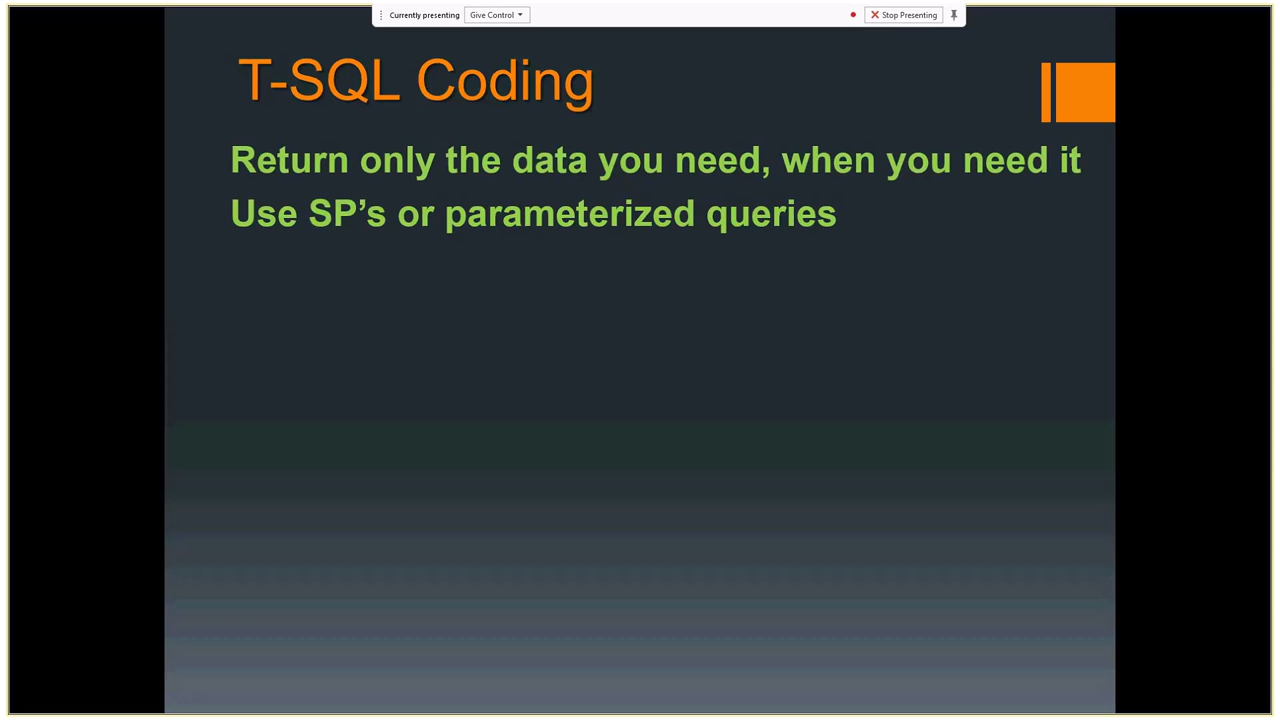 Currently presenting Give Control Stop Presenting
T-SQL Coding
Return only the data you need, when you need it
Use SP’s or parameterized queries